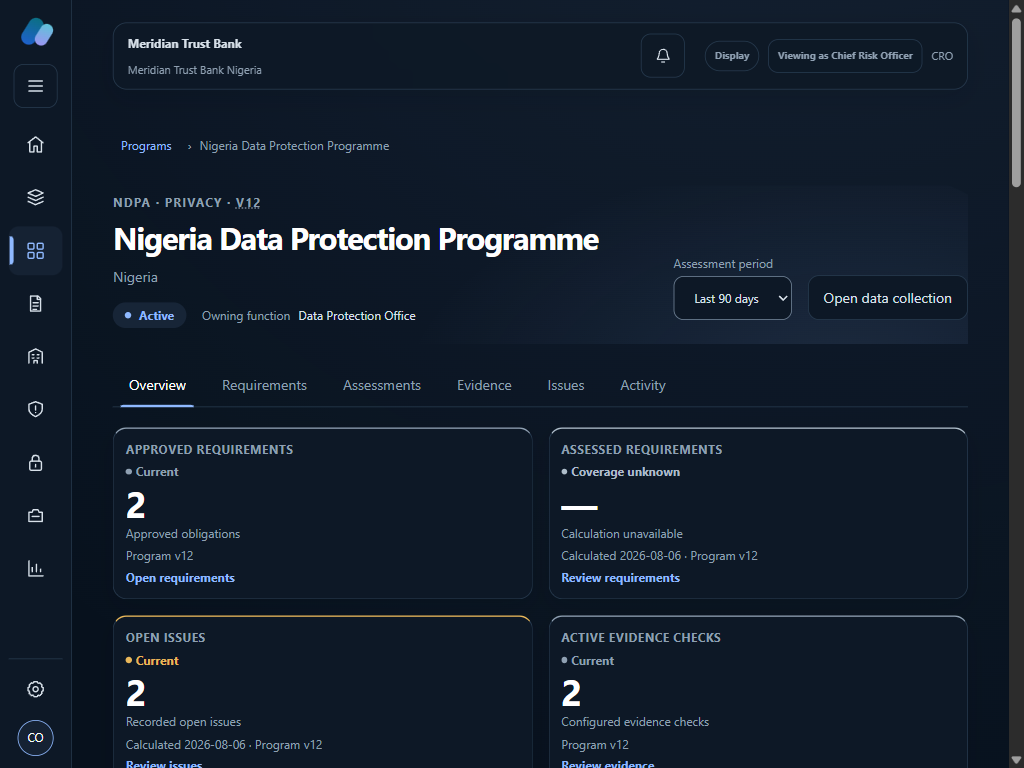 Meridian Trust Bank
Meridian Trust Bank Nigeria
Display
Viewing as Chief Risk Officer
CRO
Programs › Nigeria Data Protection Programme
NDPA · PRIVACY · V12
Nigeria Data Protection Programme
Nigeria
Active
Owning function Data Protection Office
Assessment period
Last 90 days
Open data collection
Overview
Requirements
Assessments
Evidence
Issues
Activity
APPROVED REQUIREMENTS
Current
2
Approved obligations
Program v12
Open requirements
ASSESSED REQUIREMENTS
Coverage unknown
—
Calculation unavailable
Calculated 2026-08-06 · Program v12
Review requirements
OPEN ISSUES
Current
2
Recorded open issues
Calculated 2026-08-06 · Program v12
Review issues
ACTIVE EVIDENCE CHECKS
Current
2
Configured evidence checks
Program v12
Review evidence
CO